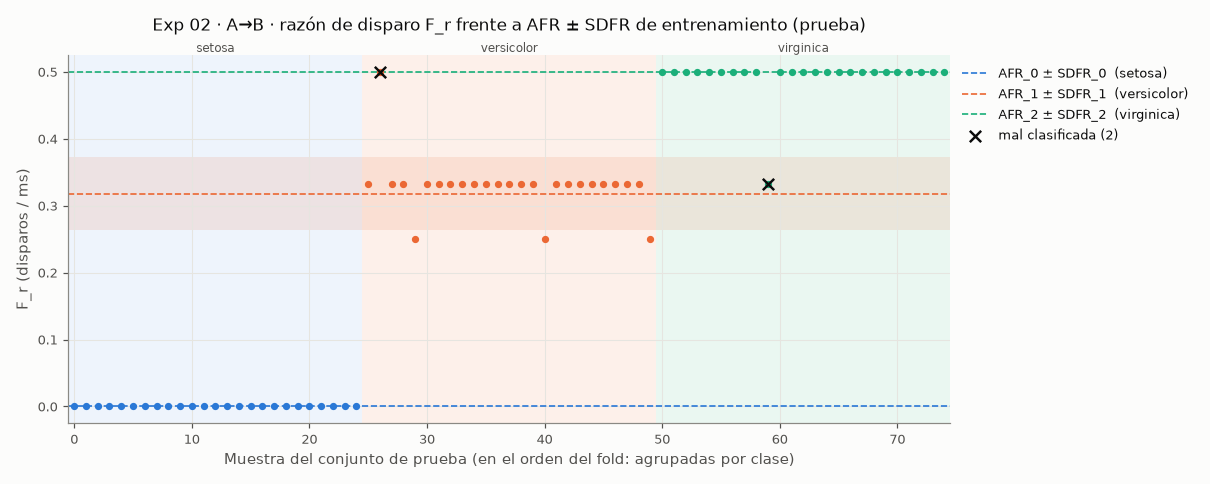 Exp 02 · A→B · razón de disparo F_r frente a AFR ± SDFR de entrenamiento (prueba)
setosa
versicolor
virginica
0.5
0.4
0.3
0.2
0.1
0.0
F_r (disparos / ms)
0
10
20
30
40
50
60
70
Muestra del conjunto de prueba (en el orden del fold: agrupadas por clase)
AFR_0 ± SDFR_0 (setosa)
AFR_1 ± SDFR_1 (versicolor)
AFR_2 ± SDFR_2 (virginica)
mal clasificada (2)